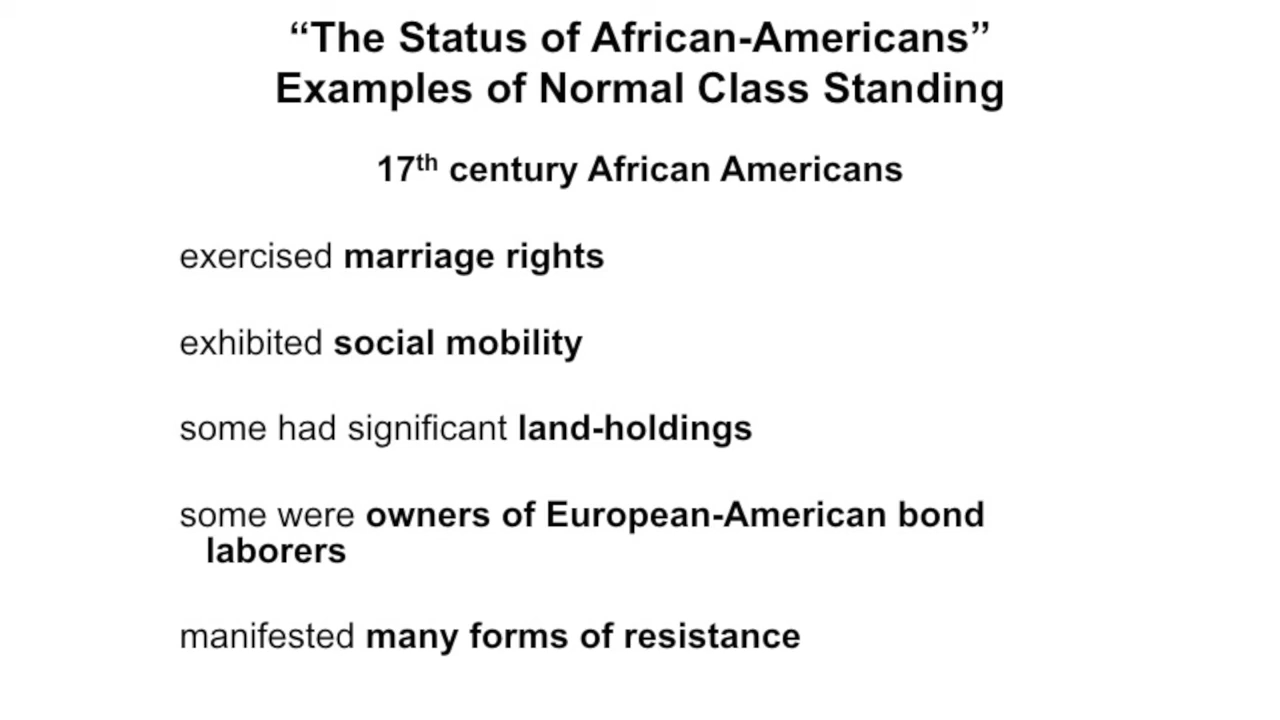 “The Status of African-Americans”
Examples of Normal Class Standing
17th century African Americans
exercised marriage rights
exhibited social mobility
some had significant land-holdings
some were owners of European-American bond
laborers
manifested many forms of resistance